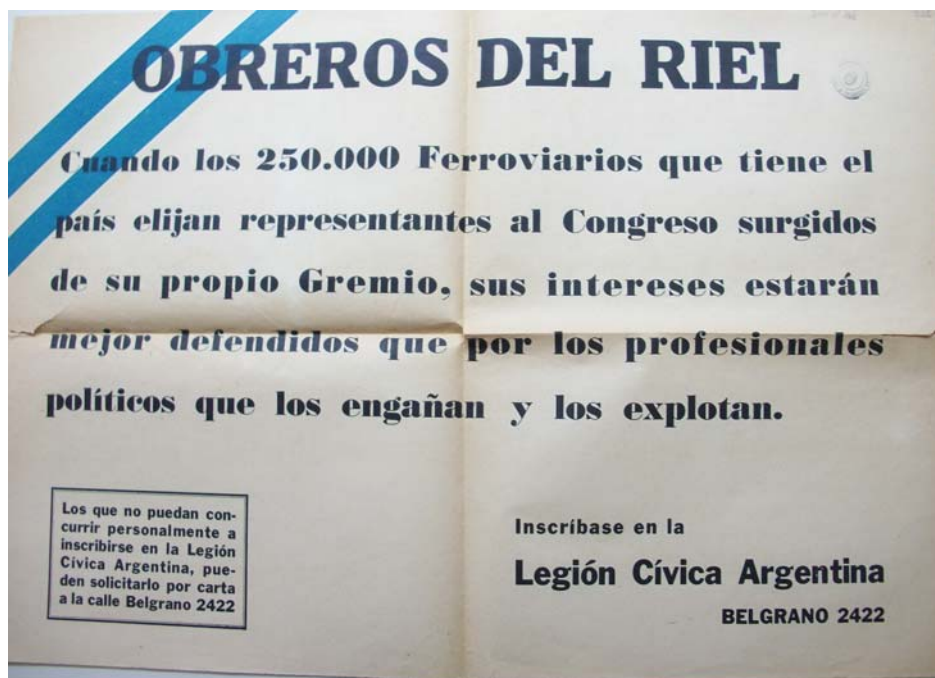 OBREROS DEL RIEL
Cuando los 250.000 Ferroviarios que tiene el
país elijan representantes al Congreso surgidos
de su propio Gremio, sus intereses estarán
mejor defendidos que por los profesionales
políticos que los engañan y los explotan.
Los que no puedan con-
currir personalmente a
inscribirse en la Legión
Cívica Argentina, pue-
den solicitarlo por carta
a la calle Belgrano 2422
Inscríbase en la
Legión Cívica Argentina
BELGRANO 2422